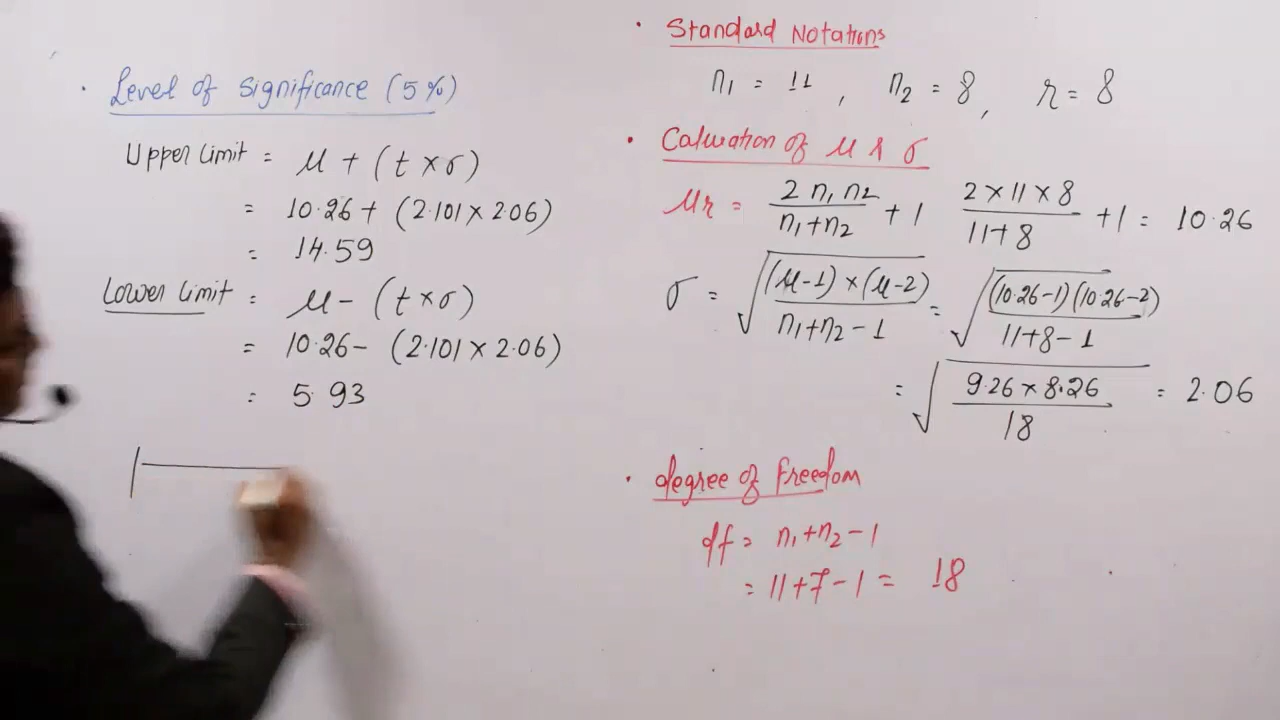 · Level of Significance (5%)
Upper Limit = μ + (t × σ)
= 10.26 + (2.101 × 2.06)
= 14.59
Lower Limit = μ - (t × σ)
= 10.26 - (2.101 × 2.06)
= 5.93
· Standard Notations
n₁ = 11, n₂ = 8, r = 8
· Caluation of μ & σ
μr = 2 n₁ n₂ / n₁+n₂ + 1 2 × 11 × 8 / 11+8 + 1 = 10.26
σ = √((μ-1) × (μ-2) / n₁+n₂-1) = √((10.26-1)(10.26-2) / 11+8-1)
= √(9.26 × 8.26 / 18) = 2.06
· degree of freedom
df = n₁+n₂-1
= 11+7-1 = 18